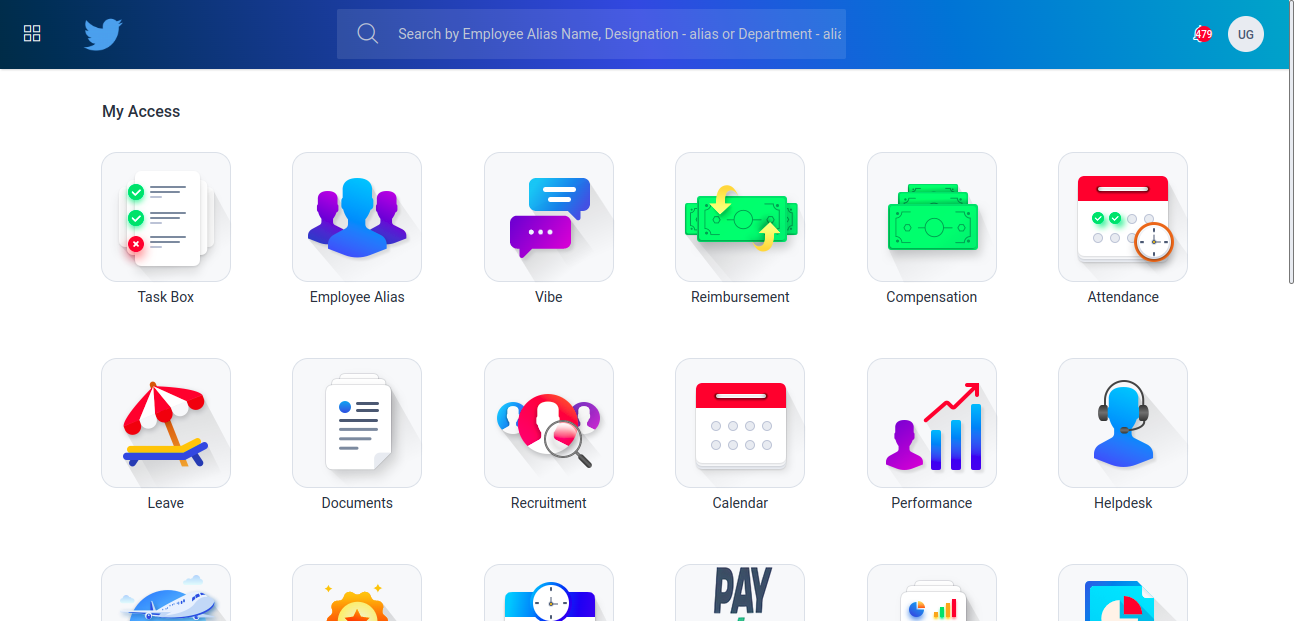 Search by Employee Alias Name, Designation - alias or Department - alia
479
UG
My Access
Task Box
Employee Alias
Vibe
Reimbursement
Compensation
Attendance
Leave
Documents
Recruitment
Calendar
Performance
Helpdesk
PAY